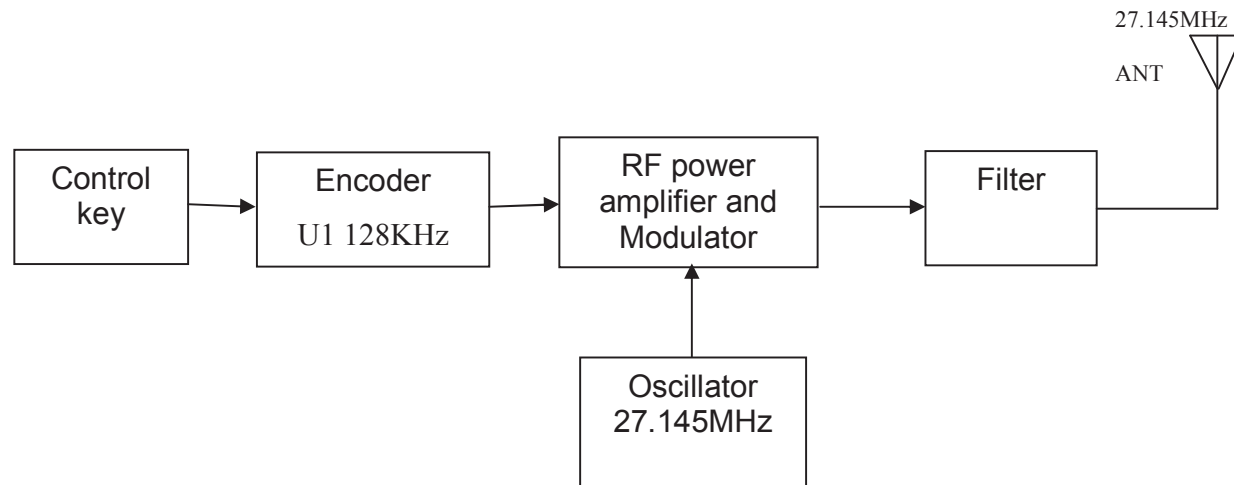 27.145MHz
ANT
Control
key
Encoder
U1 128KHz
RF power
amplifier and
Modulator
Filter
Oscillator
27.145MHz